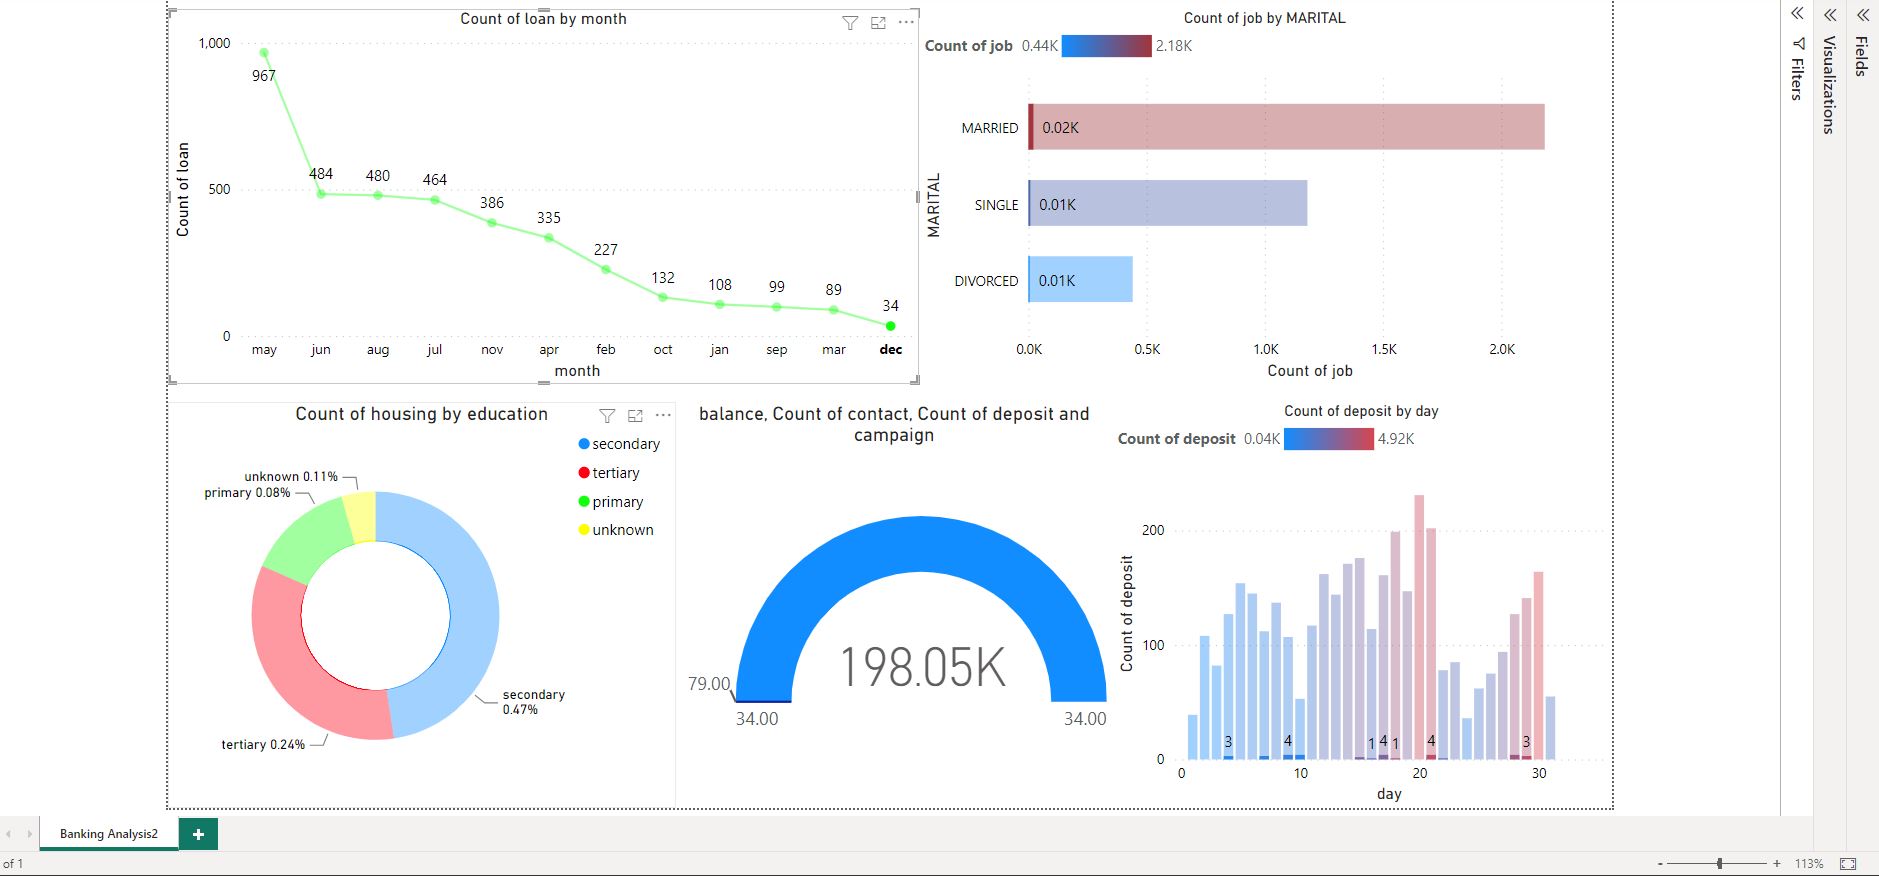 Count of loan by month
1,000
500
0
Count of loan
967
484
480
464
386
335
227
132
108
99
89
34
may jun aug jul nov apr feb oct jan sep mar dec
month
Count of job by MARITAL
Count of job 0.44K 2.18K
MARITAL
MARRIED 0.02K
SINGLE 0.01K
DIVORCED 0.01K
0.0K 0.5K 1.0K 1.5K 2.0K
Count of job
Filters
Visualizations
Fields
Count of housing by education
secondary
tertiary
primary
unknown
unknown 0.11%
primary 0.08%
secondary
0.47%
tertiary 0.24%
balance, Count of contact, Count of deposit and
campaign
198.05K
79.00
34.00 34.00
Count of deposit by day
Count of deposit 0.04K 4.92K
Count of deposit
200
100
0
3 4 1 4 1 4 3
0 10 20 30
day
Banking Analysis2
+
of 1
- + 113%